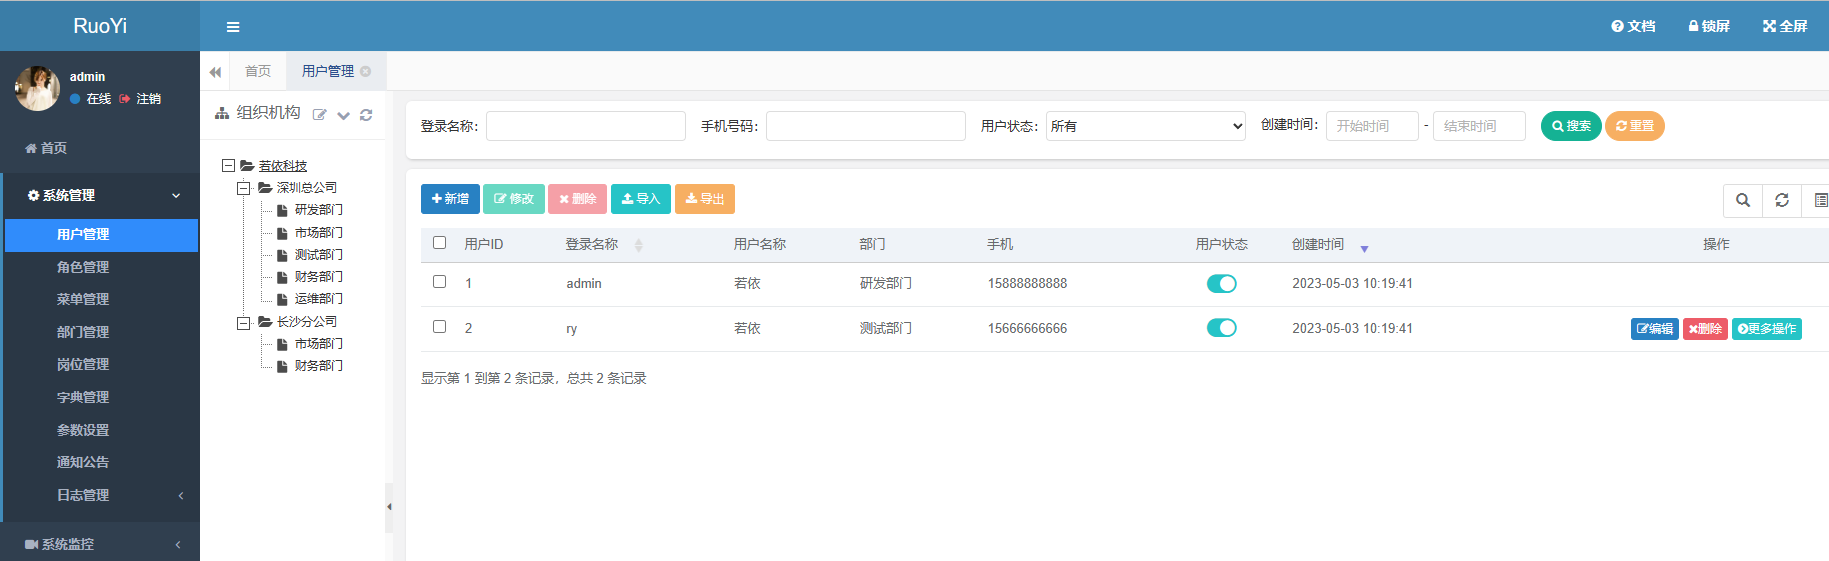 RuoYi
文档 锁屏 全屏
admin
在线 注销
首页
系统管理
用户管理
角色管理
菜单管理
部门管理
岗位管理
字典管理
参数设置
通知公告
日志管理
系统监控
首页 用户管理
组织机构
若依科技
深圳总公司
研发部门
市场部门
测试部门
财务部门
运维部门
长沙分公司
市场部门
财务部门
登录名称： 手机号码： 用户状态： 所有 创建时间： 开始时间 - 结束时间 搜索 重置
新增 修改 删除 导入 导出
用户ID 登录名称 用户名称 部门 手机 用户状态 创建时间 操作
1 admin 若依 研发部门 15888888888 2023-05-03 10:19:41
2 ry 若依 测试部门 15666666666 2023-05-03 10:19:41 编辑 删除 更多操作
显示第 1 到第 2 条记录，总共 2 条记录